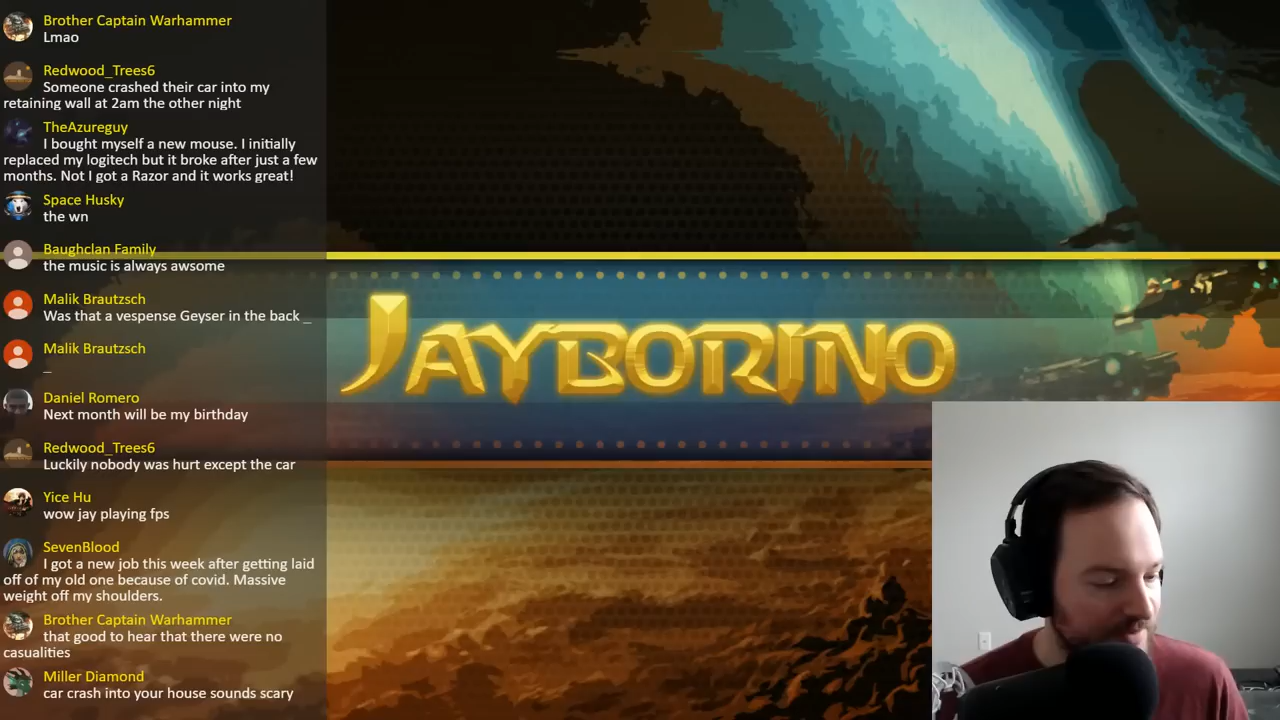 Brother Captain Warhammer
Lmao
Redwood_Trees6
Someone crashed their car into my
retaining wall at 2am the other night
TheAzureguy
I bought myself a new mouse. I initially
replaced my logitech but it broke after just a few
months. Not I got a Razor and it works great!
Space Husky
the wn
Baughclan Family
the music is always awsome
Malik Brautzsch
Was that a vespense Geyser in the back _
Malik Brautzsch
_
Daniel Romero
Next month will be my birthday
Redwood_Trees6
Luckily nobody was hurt except the car
Yice Hu
wow jay playing fps
SevenBlood
I got a new job this week after getting laid
off of my old one because of covid. Massive
weight off my shoulders.
Brother Captain Warhammer
that good to hear that there were no
casualities
Miller Diamond
car crash into your house sounds scary
JAYBORINO